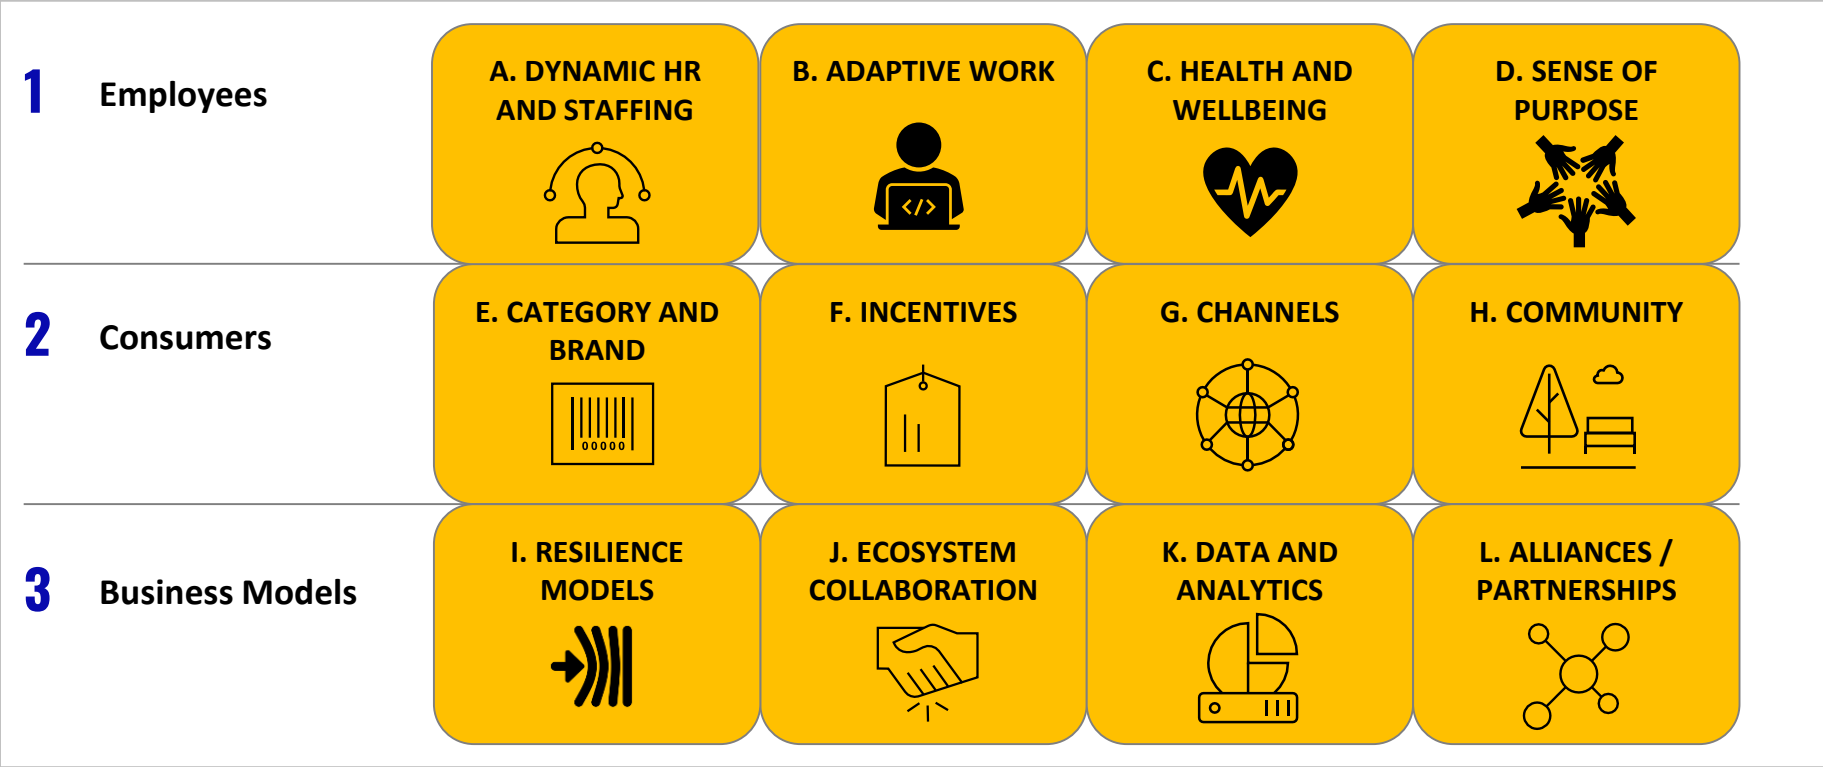 1
Employees
A. DYNAMIC HR
AND STAFFING
B. ADAPTIVE WORK
</>
C. HEALTH AND
WELLBEING
D. SENSE OF
PURPOSE
2
Consumers
E. CATEGORY AND
BRAND
00000
F. INCENTIVES
G. CHANNELS
H. COMMUNITY
3
Business Models
I. RESILIENCE
MODELS
J. ECOSYSTEM
COLLABORATION
K. DATA AND
ANALYTICS
L. ALLIANCES /
PARTNERSHIPS